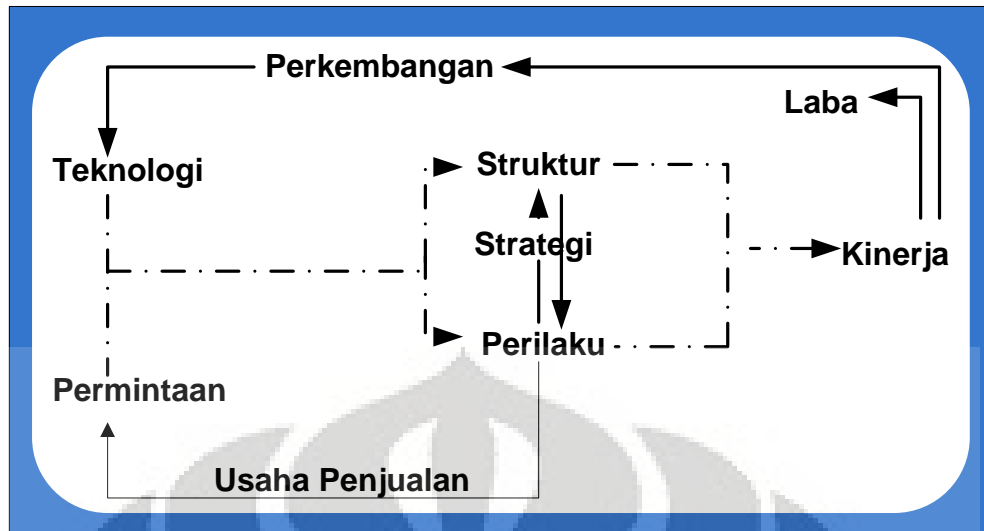 Perkembangan
Laba
Teknologi
Struktur
Strategi
Kinerja
Perilaku
Permintaan
Usaha Penjualan